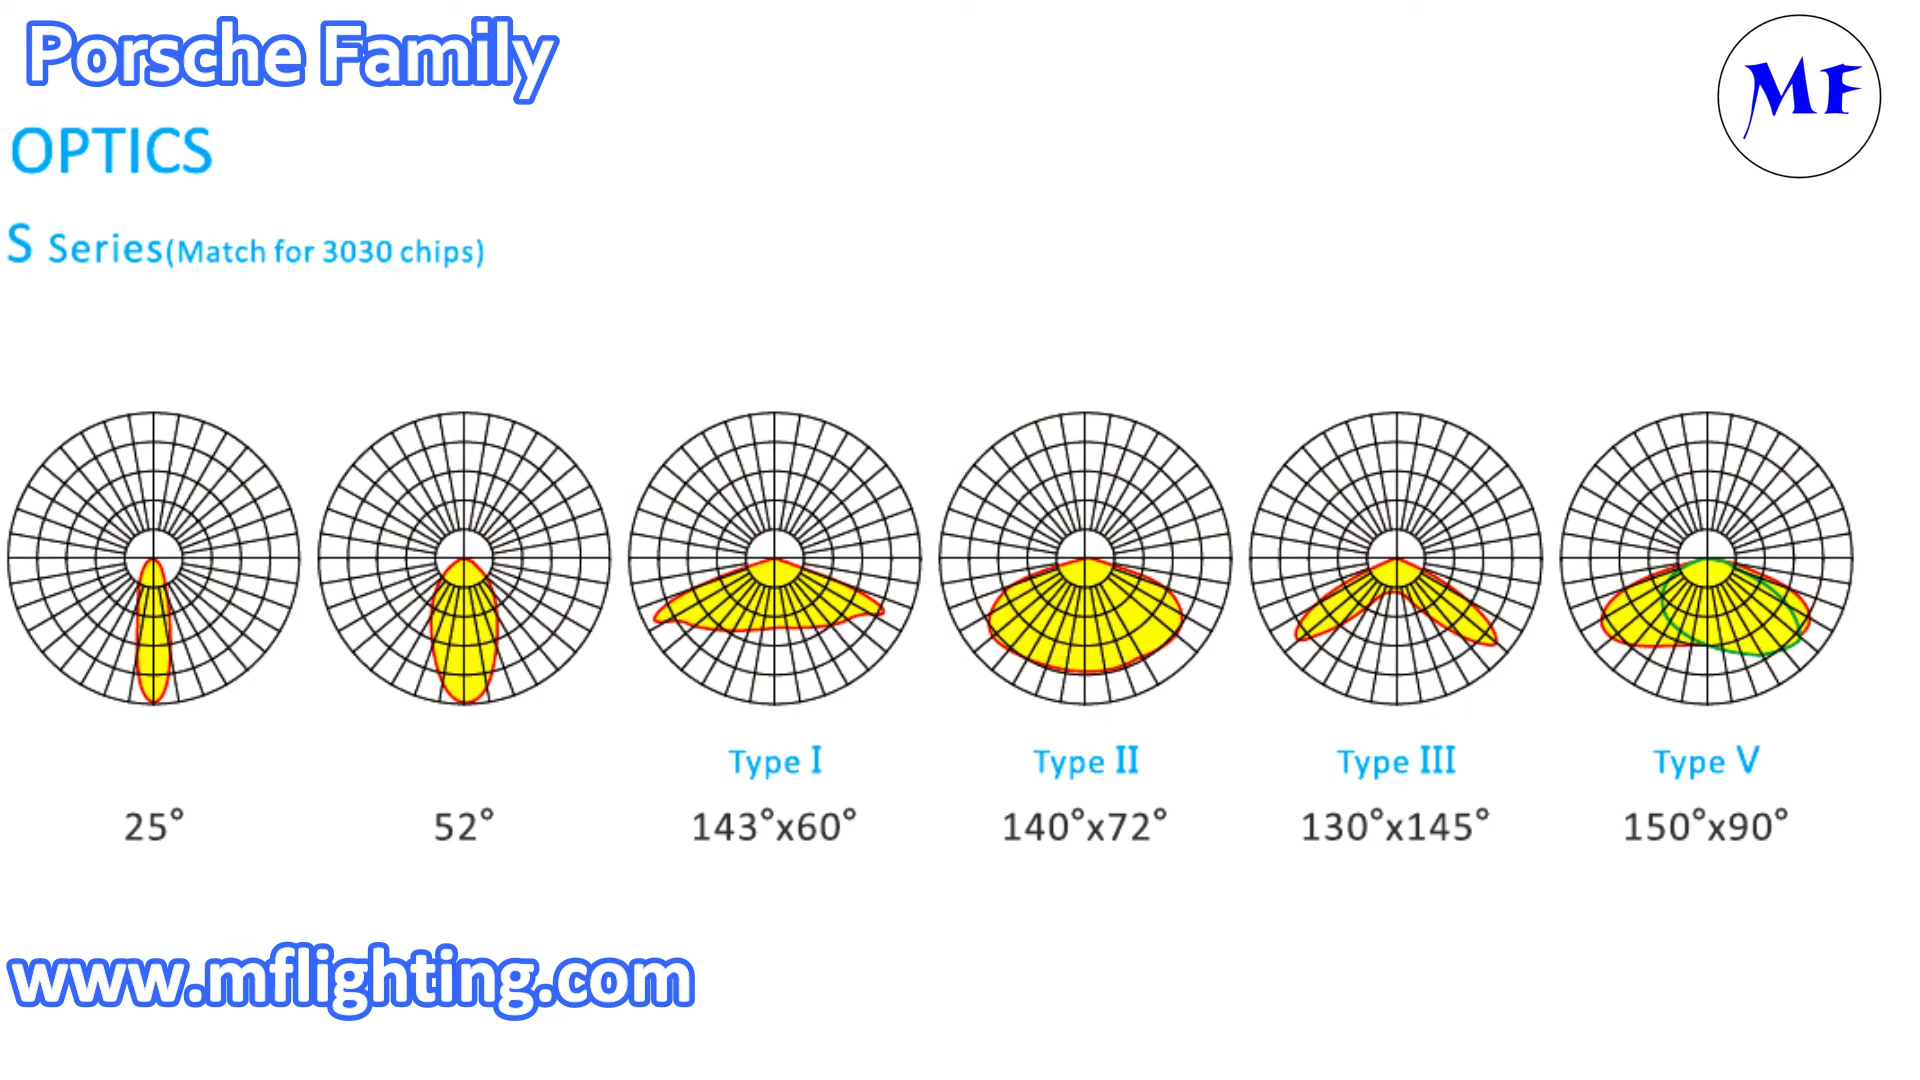 Porsche Family
MF
OPTICS
S Series(Match for 3030 chips)
Type I
Type II
Type III
Type V
25°
52°
143°x60°
140°x72°
130°x145°
150°x90°
www.mflighting.com